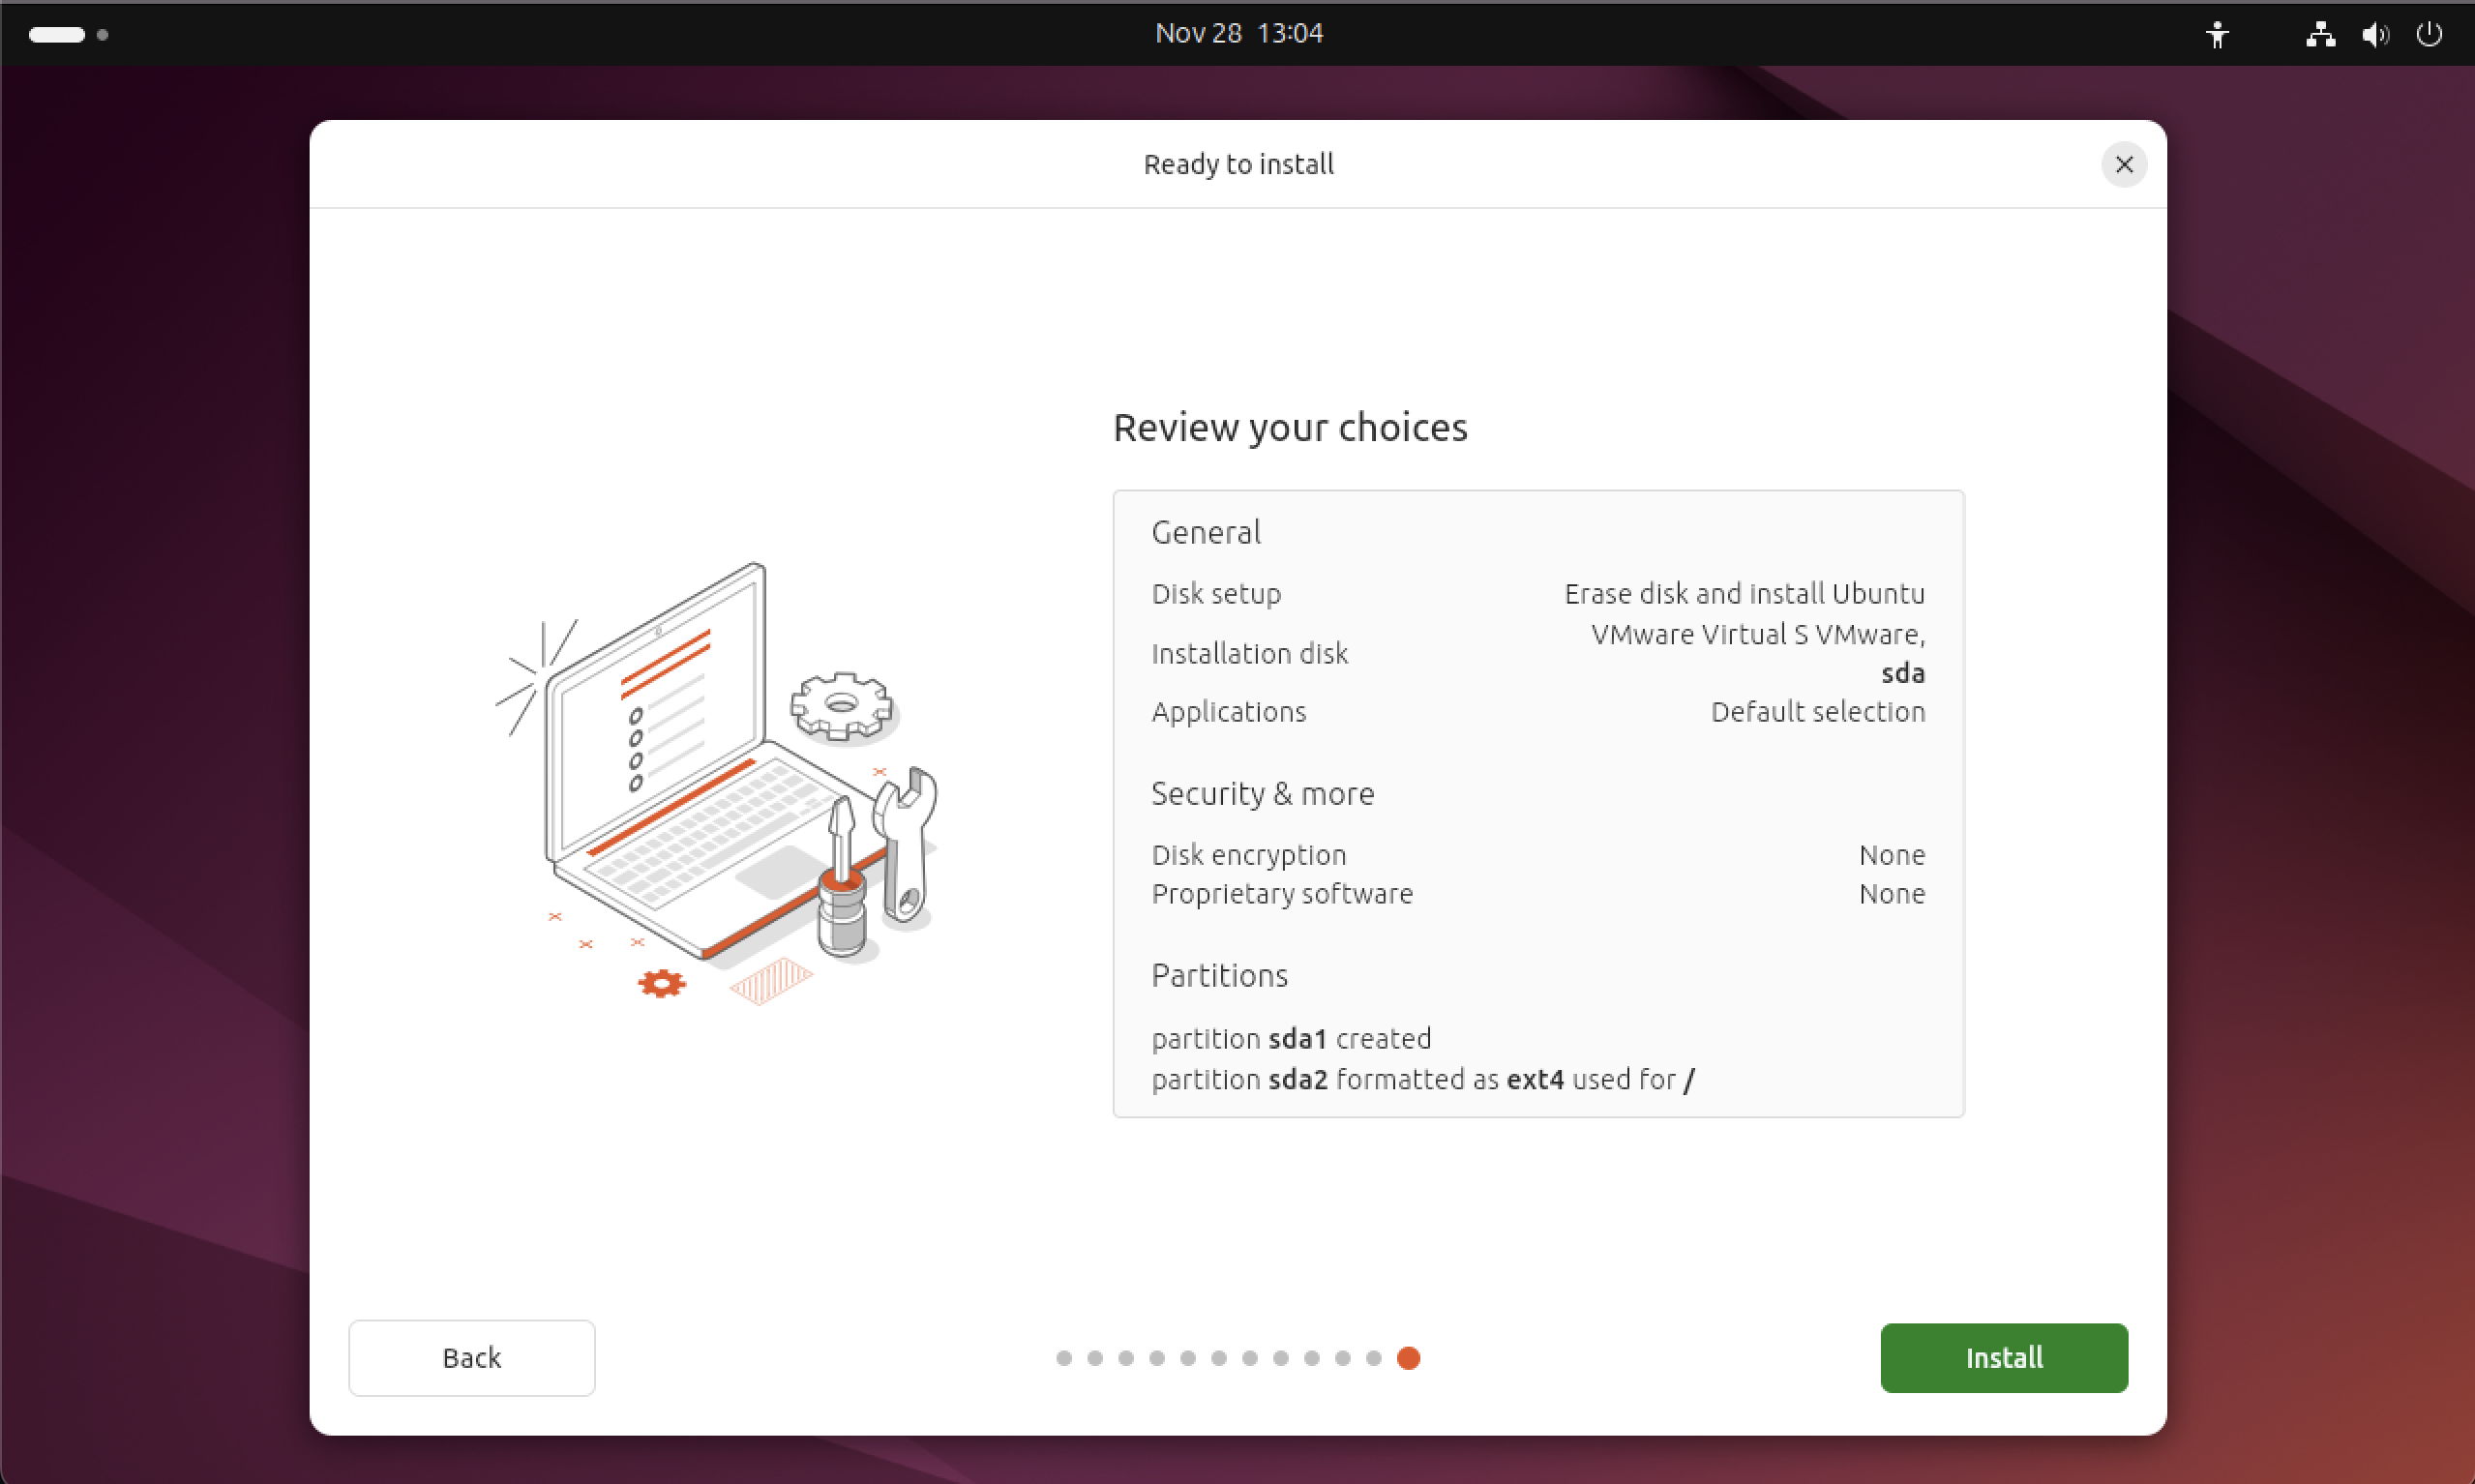 Nov 28 13:04
Ready to install
Review your choices
General
Disk setup Erase disk and install Ubuntu
Installation disk VMware Virtual S VMware,
sda
Applications Default selection
Security & more
Disk encryption None
Proprietary software None
Partitions
partition sda1 created
partition sda2 formatted as ext4 used for /
Back Install